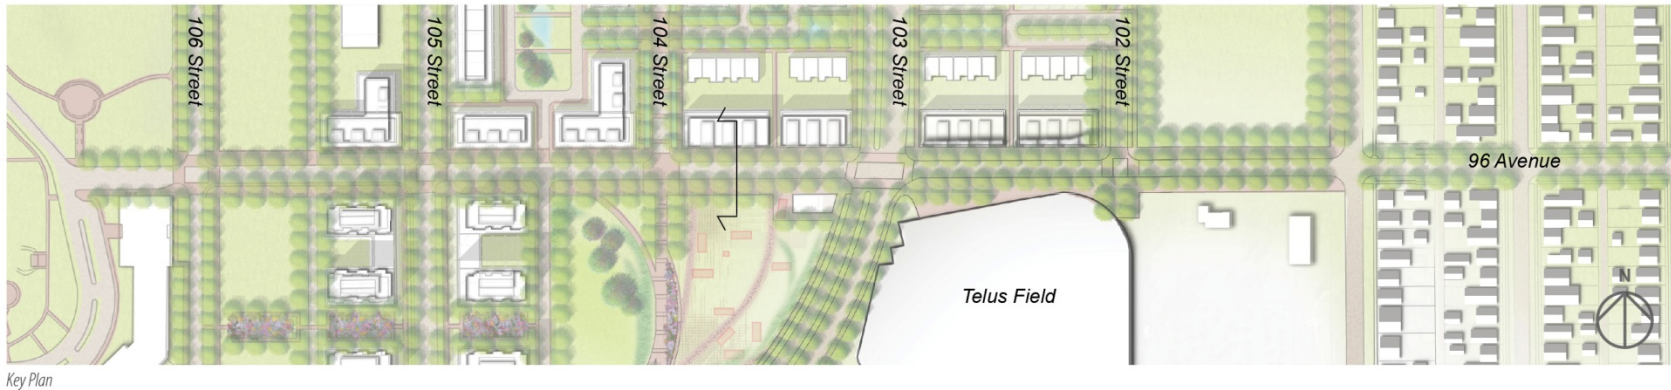 106 Street
105 Street
104 Street
103 Street
102 Street
96 Avenue
Telus Field
N
Key Plan